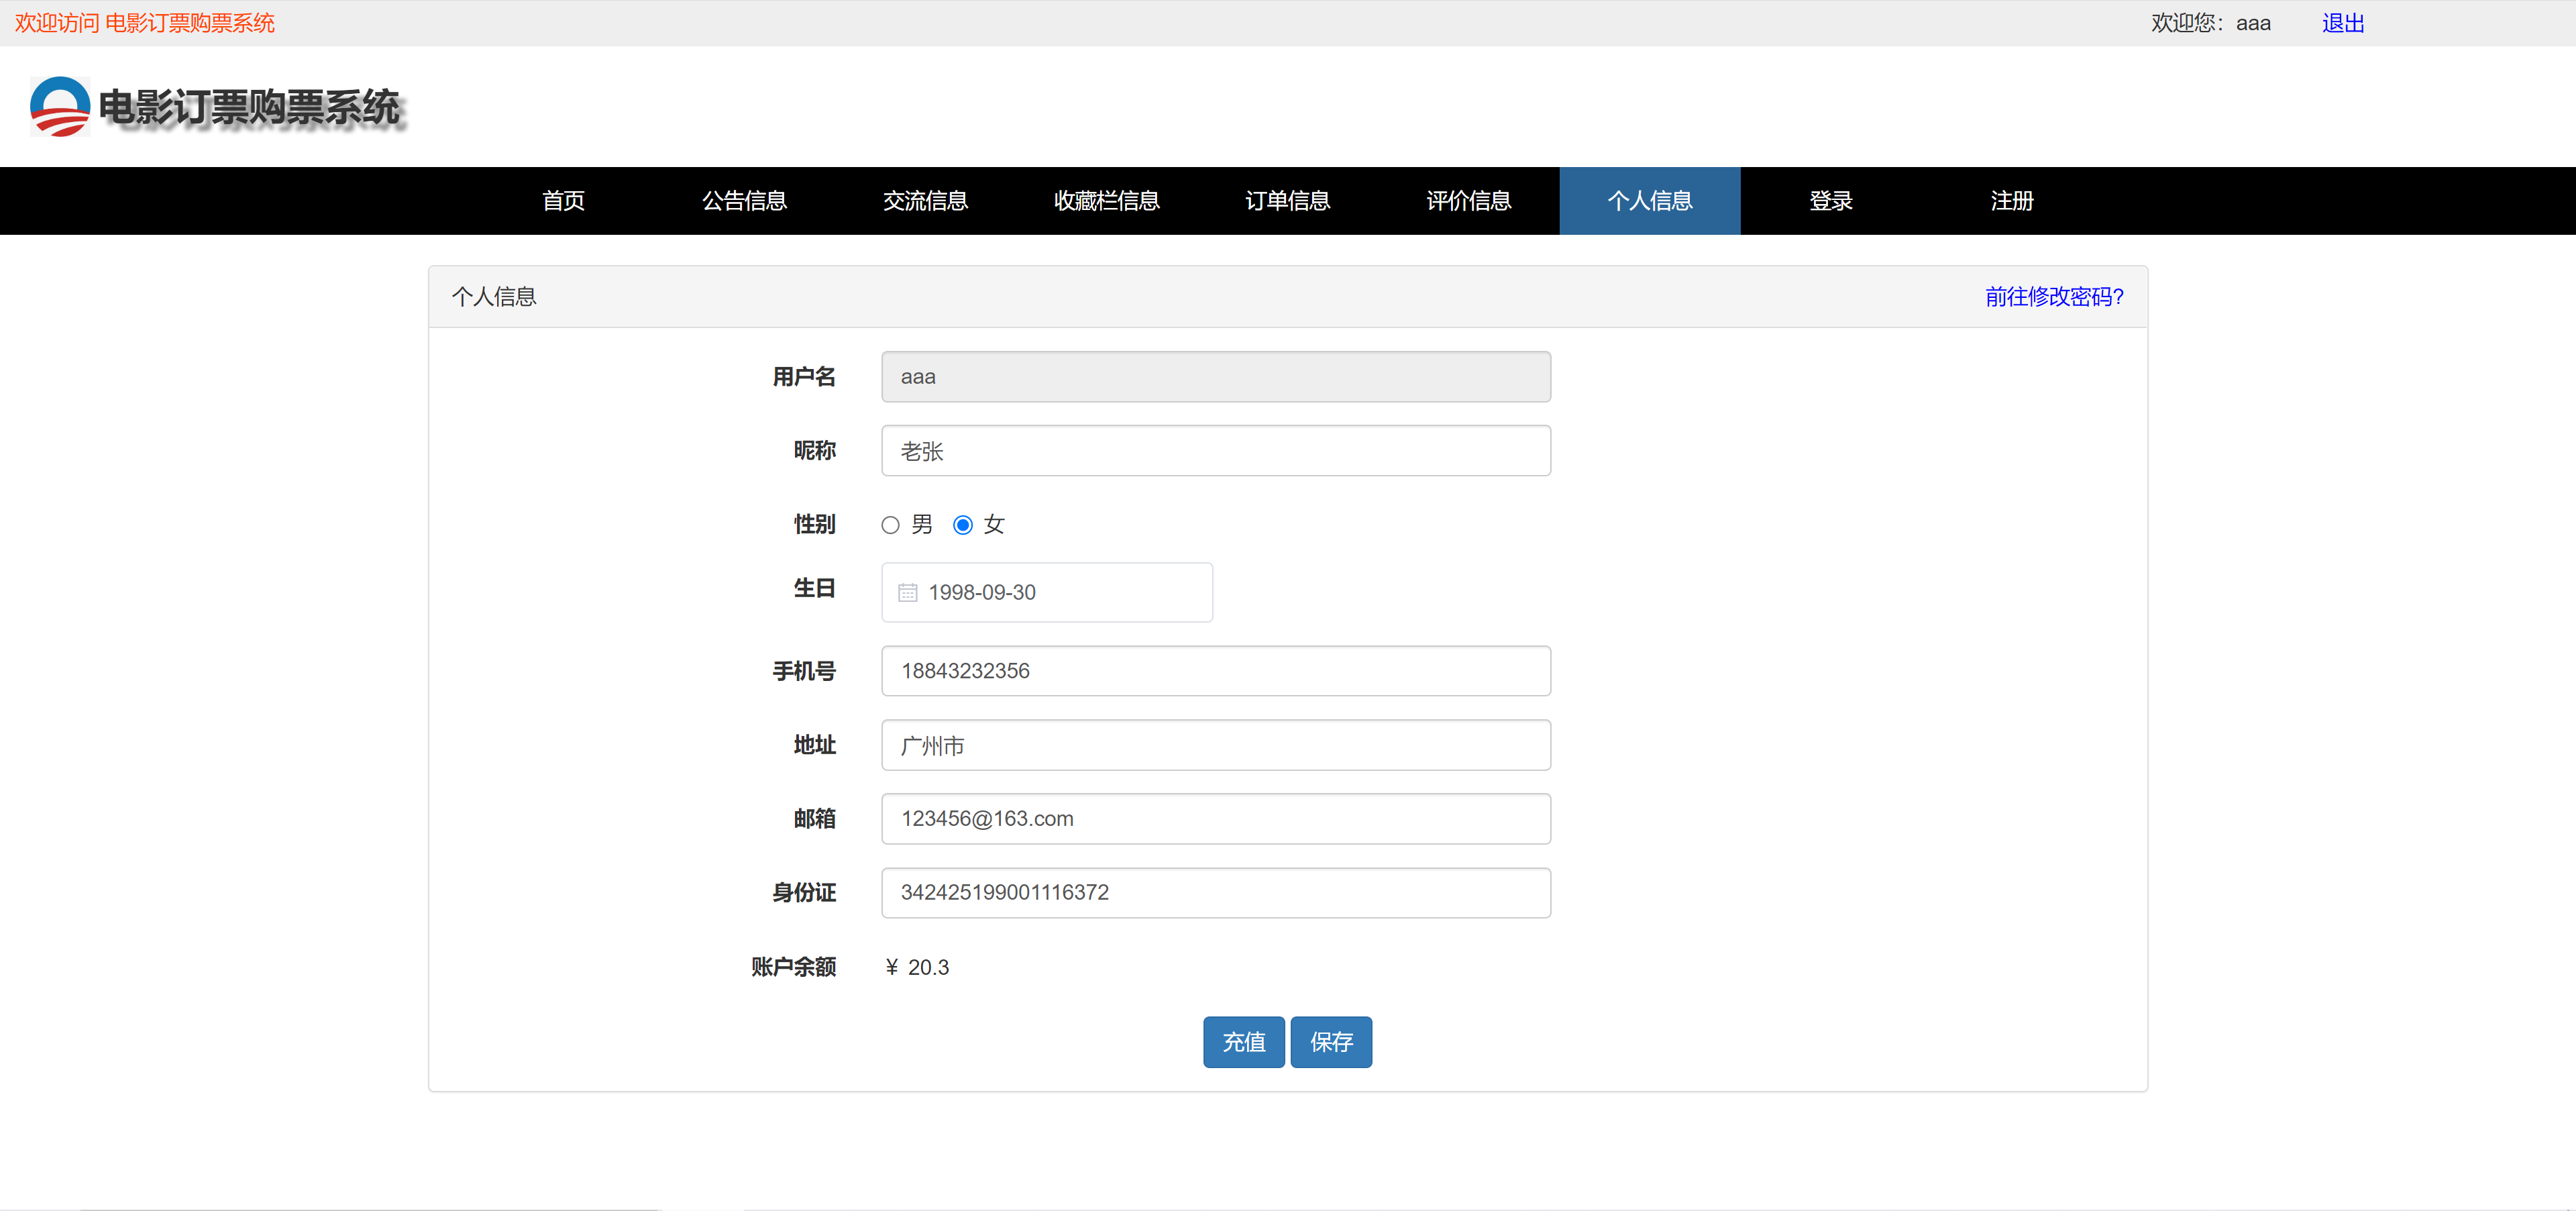 欢迎访问 电影订票购票系统
欢迎您：aaa 退出
电影订票购票系统
首页 公告信息 交流信息 收藏栏信息 订单信息 评价信息 个人信息 登录 注册
个人信息 前往修改密码?
用户名 aaa
昵称 老张
性别 男 女
生日 1998-09-30
手机号 18843232356
地址 广州市
邮箱 123456@163.com
身份证 342425199001116372
账户余额 ¥ 20.3
充值 保存